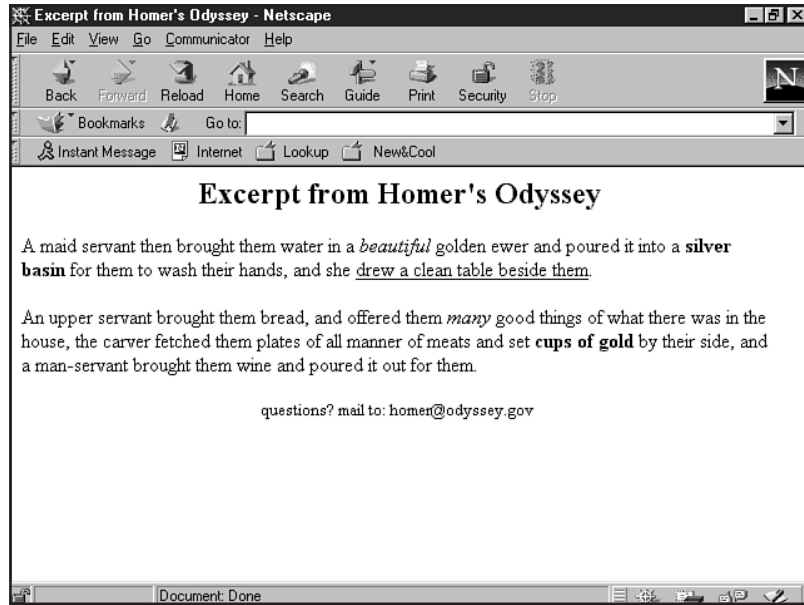 Excerpt from Homer's Odyssey - Netscape
File Edit View Go Communicator Help
Back Forward Reload Home Search Guide Print Security Stop
N
Bookmarks Go to:
Instant Message Internet Lookup New&Cool
Excerpt from Homer's Odyssey
A maid servant then brought them water in a beautiful golden ewer and poured it into a silver
basin for them to wash their hands, and she drew a clean table beside them.
An upper servant brought them bread, and offered them many good things of what there was in the
house, the carver fetched them plates of all manner of meats and set cups of gold by their side, and
a man-servant brought them wine and poured it out for them.
questions? mail to: homer@odyssey.gov
Document: Done